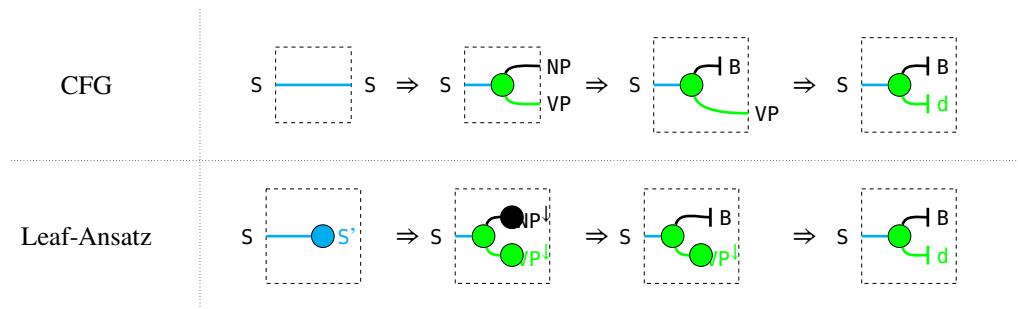 CFG S S ⇒ S NP VP ⇒ S B VP ⇒ S B d
Leaf-Ansatz S S' ⇒ S NP↓ VP↓ ⇒ S B VP↓ ⇒ S B d